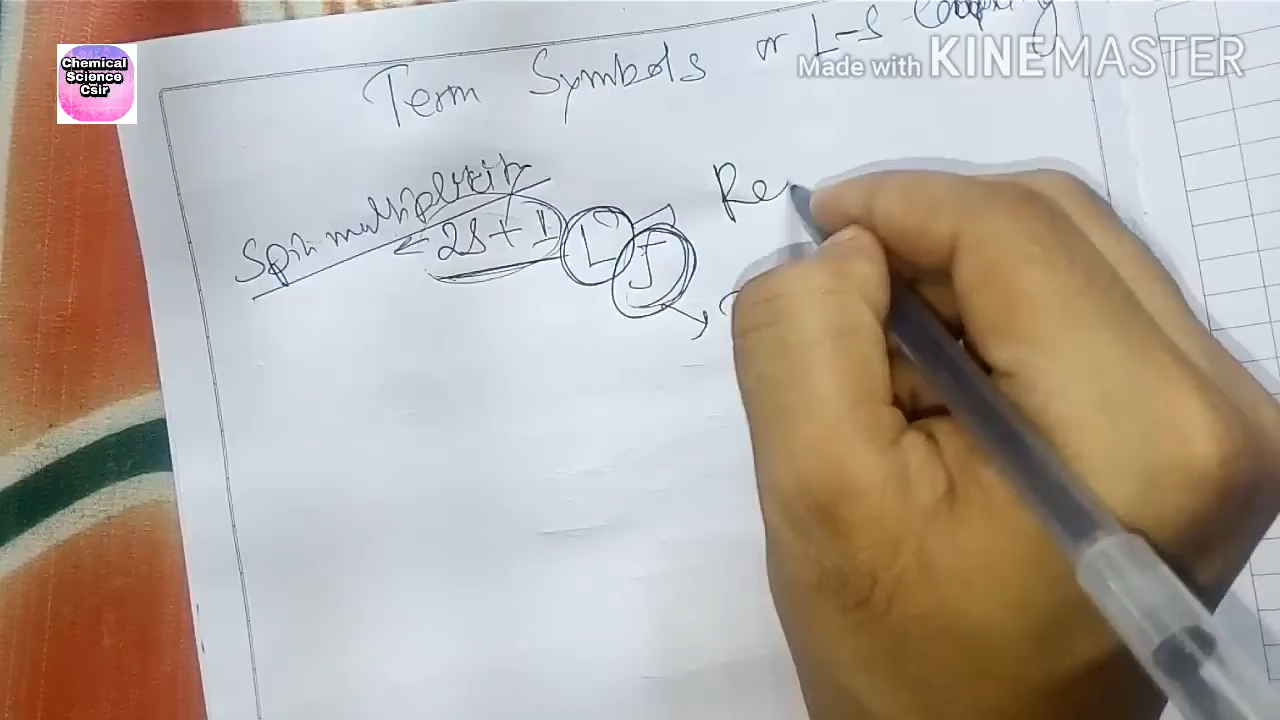 Chemical
Science
Csir
Term Symbols or L-S Coupling
Made with KINEMASTER
Spin multiplicity
2S+1 L J
Re